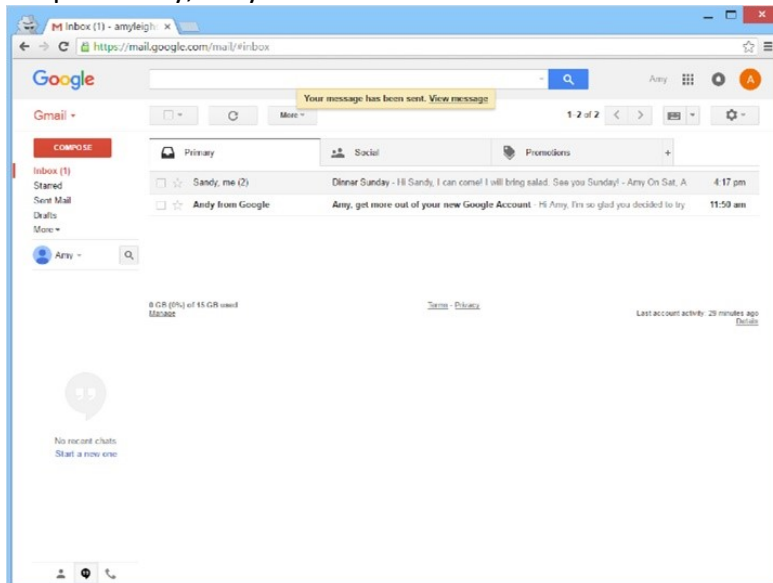 M Inbox (1) - amyleigh
https://mail.google.com/mail/#inbox
Google
Amy
A
Your message has been sent. View message
Gmail
More
1-2 of 2
COMPOSE
Primary
Social
Promotions
+
Inbox (1)
Starred
Sent Mail
Drafts
More
Sandy, me (2) Dinner Sunday - Hi Sandy, I can come! I will bring salad. See you Sunday! - Amy On Sat, A 4:17 pm
Andy from Google Amy, get more out of your new Google Account - Hi Amy, I'm so glad you decided to try 11:50 am
Amy
0 GB (0%) of 15 GB used
Manage
Terms - Privacy
Last account activity: 29 minutes ago
Details
No recent chats
Start a new one